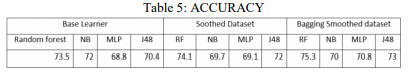 Table 5: ACCURACY
Base Learner Soothed Dataset Bagging Smoothed dataset
Random forest NB MLP J48 RF NB MLP J48 RF NB MLP J48
73.5 72 68.8 70.4 74.1 69.7 69.1 72 75.3 70 70.8 73